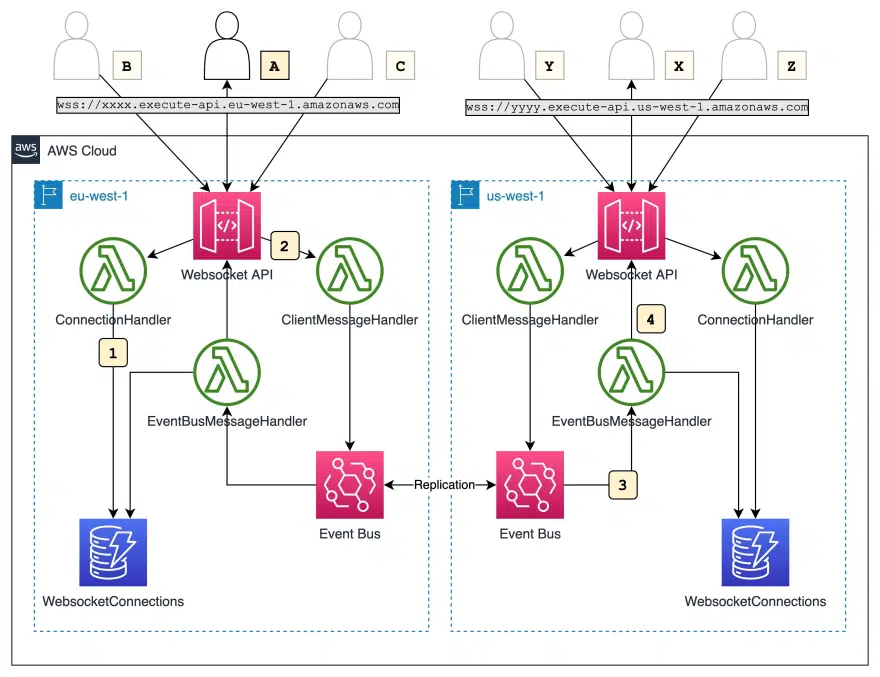 B
A
C
Y
X
Z
wss://xxxx.execute-api.eu-west-1.amazonaws.com
wss://yyyy.execute-api.us-west-1.amazonaws.com
aws
AWS Cloud
eu-west-1
us-west-1
</>
2
</>
Websocket API
Websocket API
ConnectionHandler
ClientMessageHandler
ClientMessageHandler
4
ConnectionHandler
1
EventBusMessageHandler
EventBusMessageHandler
Replication
3
Event Bus
Event Bus
WebsocketConnections
WebsocketConnections